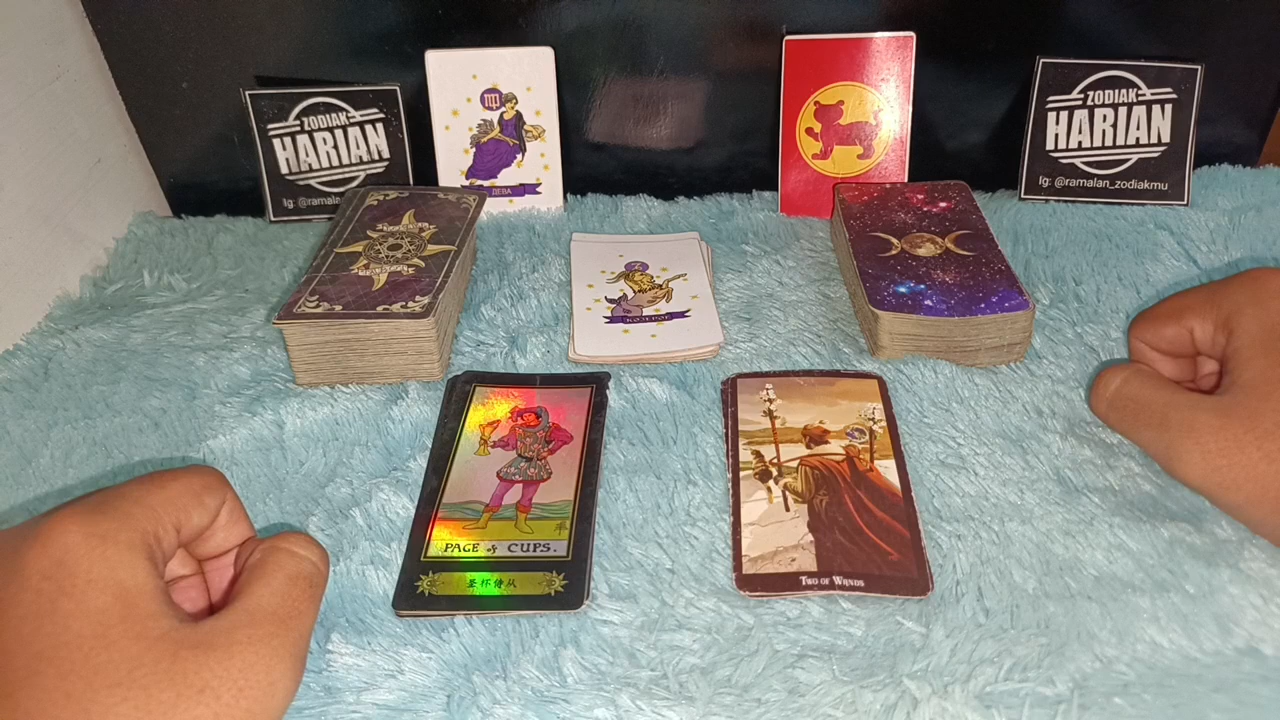 ZODIAK
HARIAN
Ig: @ramala
ДЕВА
ZODIAK
HARIAN
Ig: @ramalan_zodiakmu
КОЗЕРОГ
PAGE of CUPS.
圣杯侍从
TWO OF WANDS